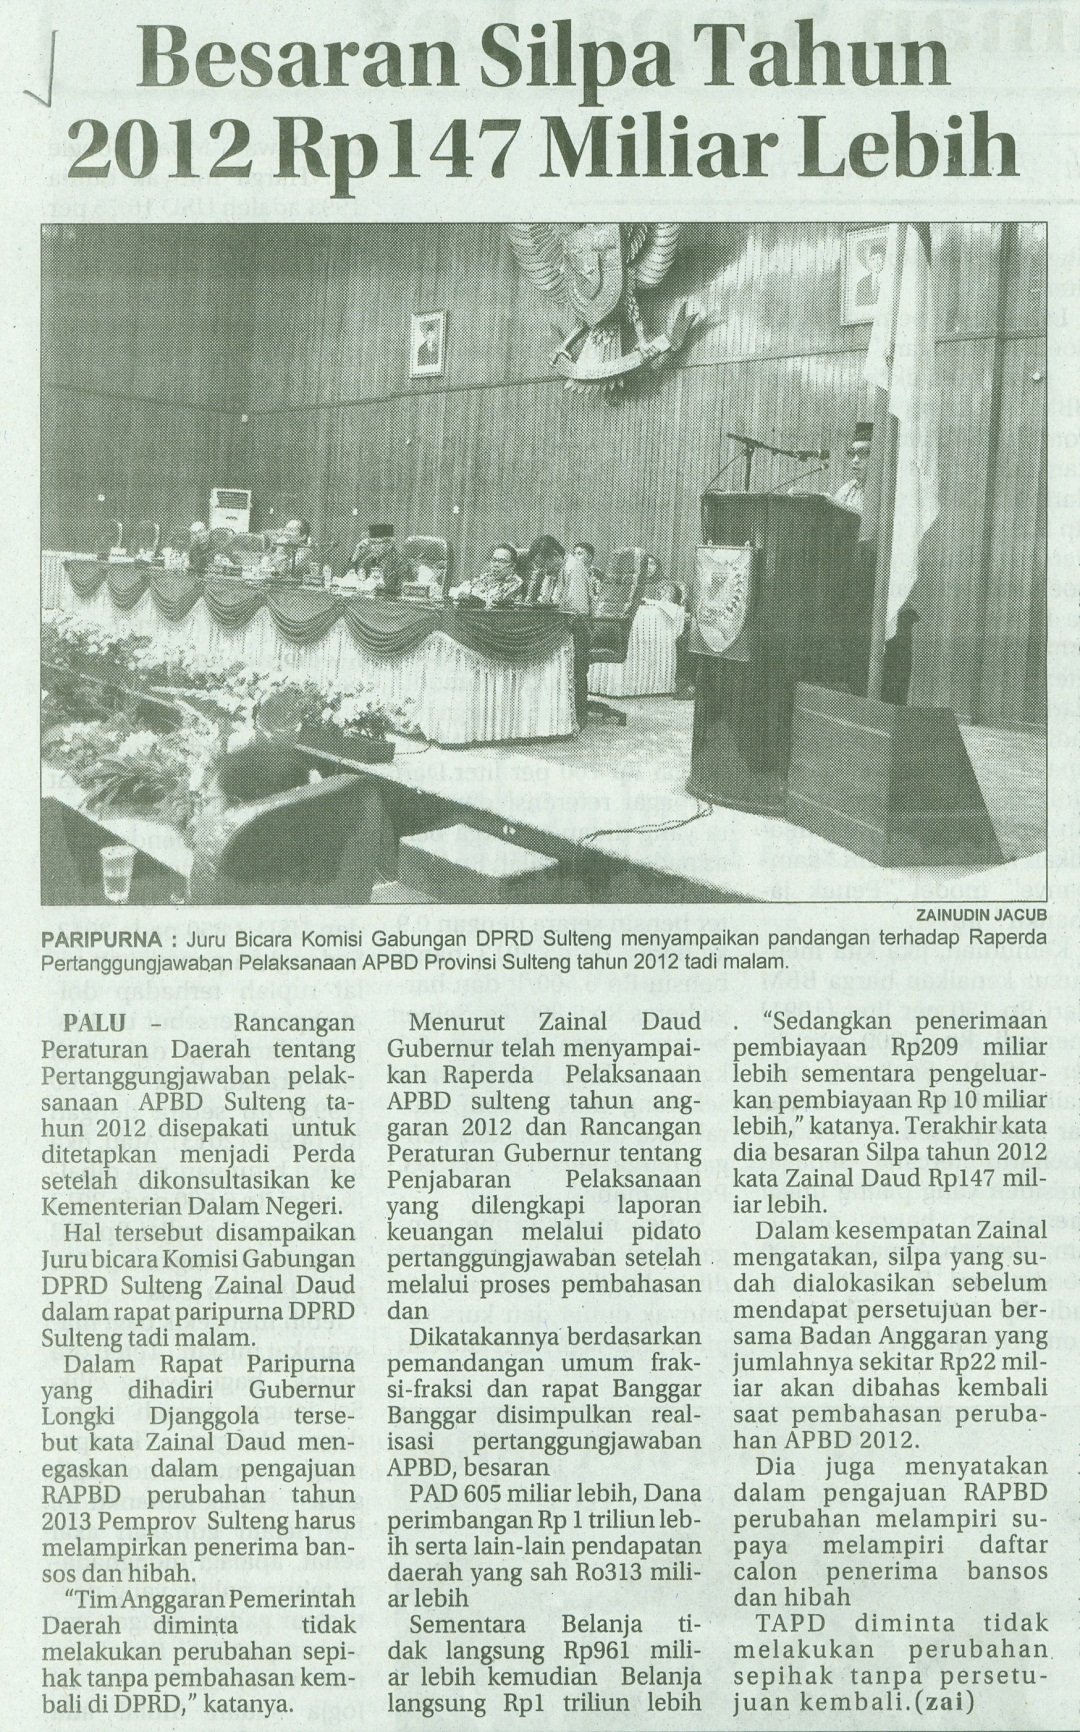 Besaran Silpa Tahun
2012 Rp147 Miliar Lebih
ZAINUDIN JACUB
PARIPURNA : Juru Bicara Komisi Gabungan DPRD Sulteng menyampaikan pandangan terhadap Raperda
Pertanggungjawaban Pelaksanaan APBD Provinsi Sulteng tahun 2012 tadi malam.
PALU – Rancangan
Peraturan Daerah tentang
Pertanggungjawaban pelak-
sanaan APBD Sulteng ta-
hun 2012 disepakati untuk
ditetapkan menjadi Perda
setelah dikonsultasikan ke
Kementerian Dalam Negeri.
Hal tersebut disampaikan
Juru bicara Komisi Gabungan
DPRD Sulteng Zainal Daud
dalam rapat paripurna DPRD
Sulteng tadi malam.
Dalam Rapat Paripurna
yang dihadiri Gubernur
Longki Djanggola terse-
but kata Zainal Daud men-
egaskan dalam pengajuan
RAPBD perubahan tahun
2013 Pemprov Sulteng harus
melampirkan penerima ban-
sos dan hibah.
“Tim Anggaran Pemerintah
Daerah diminta tidak
melakukan perubahan sepi-
hak tanpa pembahasan kem-
bali di DPRD,” katanya.
Menurut Zainal Daud
Gubernur telah menyampai-
kan Raperda Pelaksanaan
APBD sulteng tahun ang-
garan 2012 dan Rancangan
Peraturan Gubernur tentang
Penjabaran Pelaksanaan
yang dilengkapi laporan
keuangan melalui pidato
pertanggungjawaban setelah
melalui proses pembahasan
dan
Dikatakannya berdasarkan
pemandangan umum frak-
si-fraksi dan rapat Banggar
Banggar disimpulkan real-
isasi pertanggungjawaban
APBD, besaran
PAD 605 miliar lebih, Dana
perimbangan Rp 1 triliun leb-
ih serta lain-lain pendapatan
daerah yang sah Ro313 mili-
ar lebih
Sementara Belanja ti-
dak langsung Rp961 mili-
ar lebih kemudian Belanja
langsung Rp1 triliun lebih
. “Sedangkan penerimaan
pembiayaan Rp209 miliar
lebih sementara pengeluar-
kan pembiayaan Rp 10 miliar
lebih,” katanya. Terakhir kata
dia besaran Silpa tahun 2012
kata Zainal Daud Rp147 mil-
iar lebih.
Dalam kesempatan Zainal
mengatakan, silpa yang su-
dah dialokasikan sebelum
mendapat persetujuan ber-
sama Badan Anggaran yang
jumlahnya sekitar Rp22 mil-
iar akan dibahas kembali
saat pembahasan peruba-
han APBD 2012.
Dia juga menyatakan
dalam pengajuan RAPBD
perubahan melampiri su-
paya melampiri daftar
calon penerima bansos
dan hibah
TAPD diminta tidak
melakukan perubahan
sepihak tanpa persetu-
juan kembali.(zai)